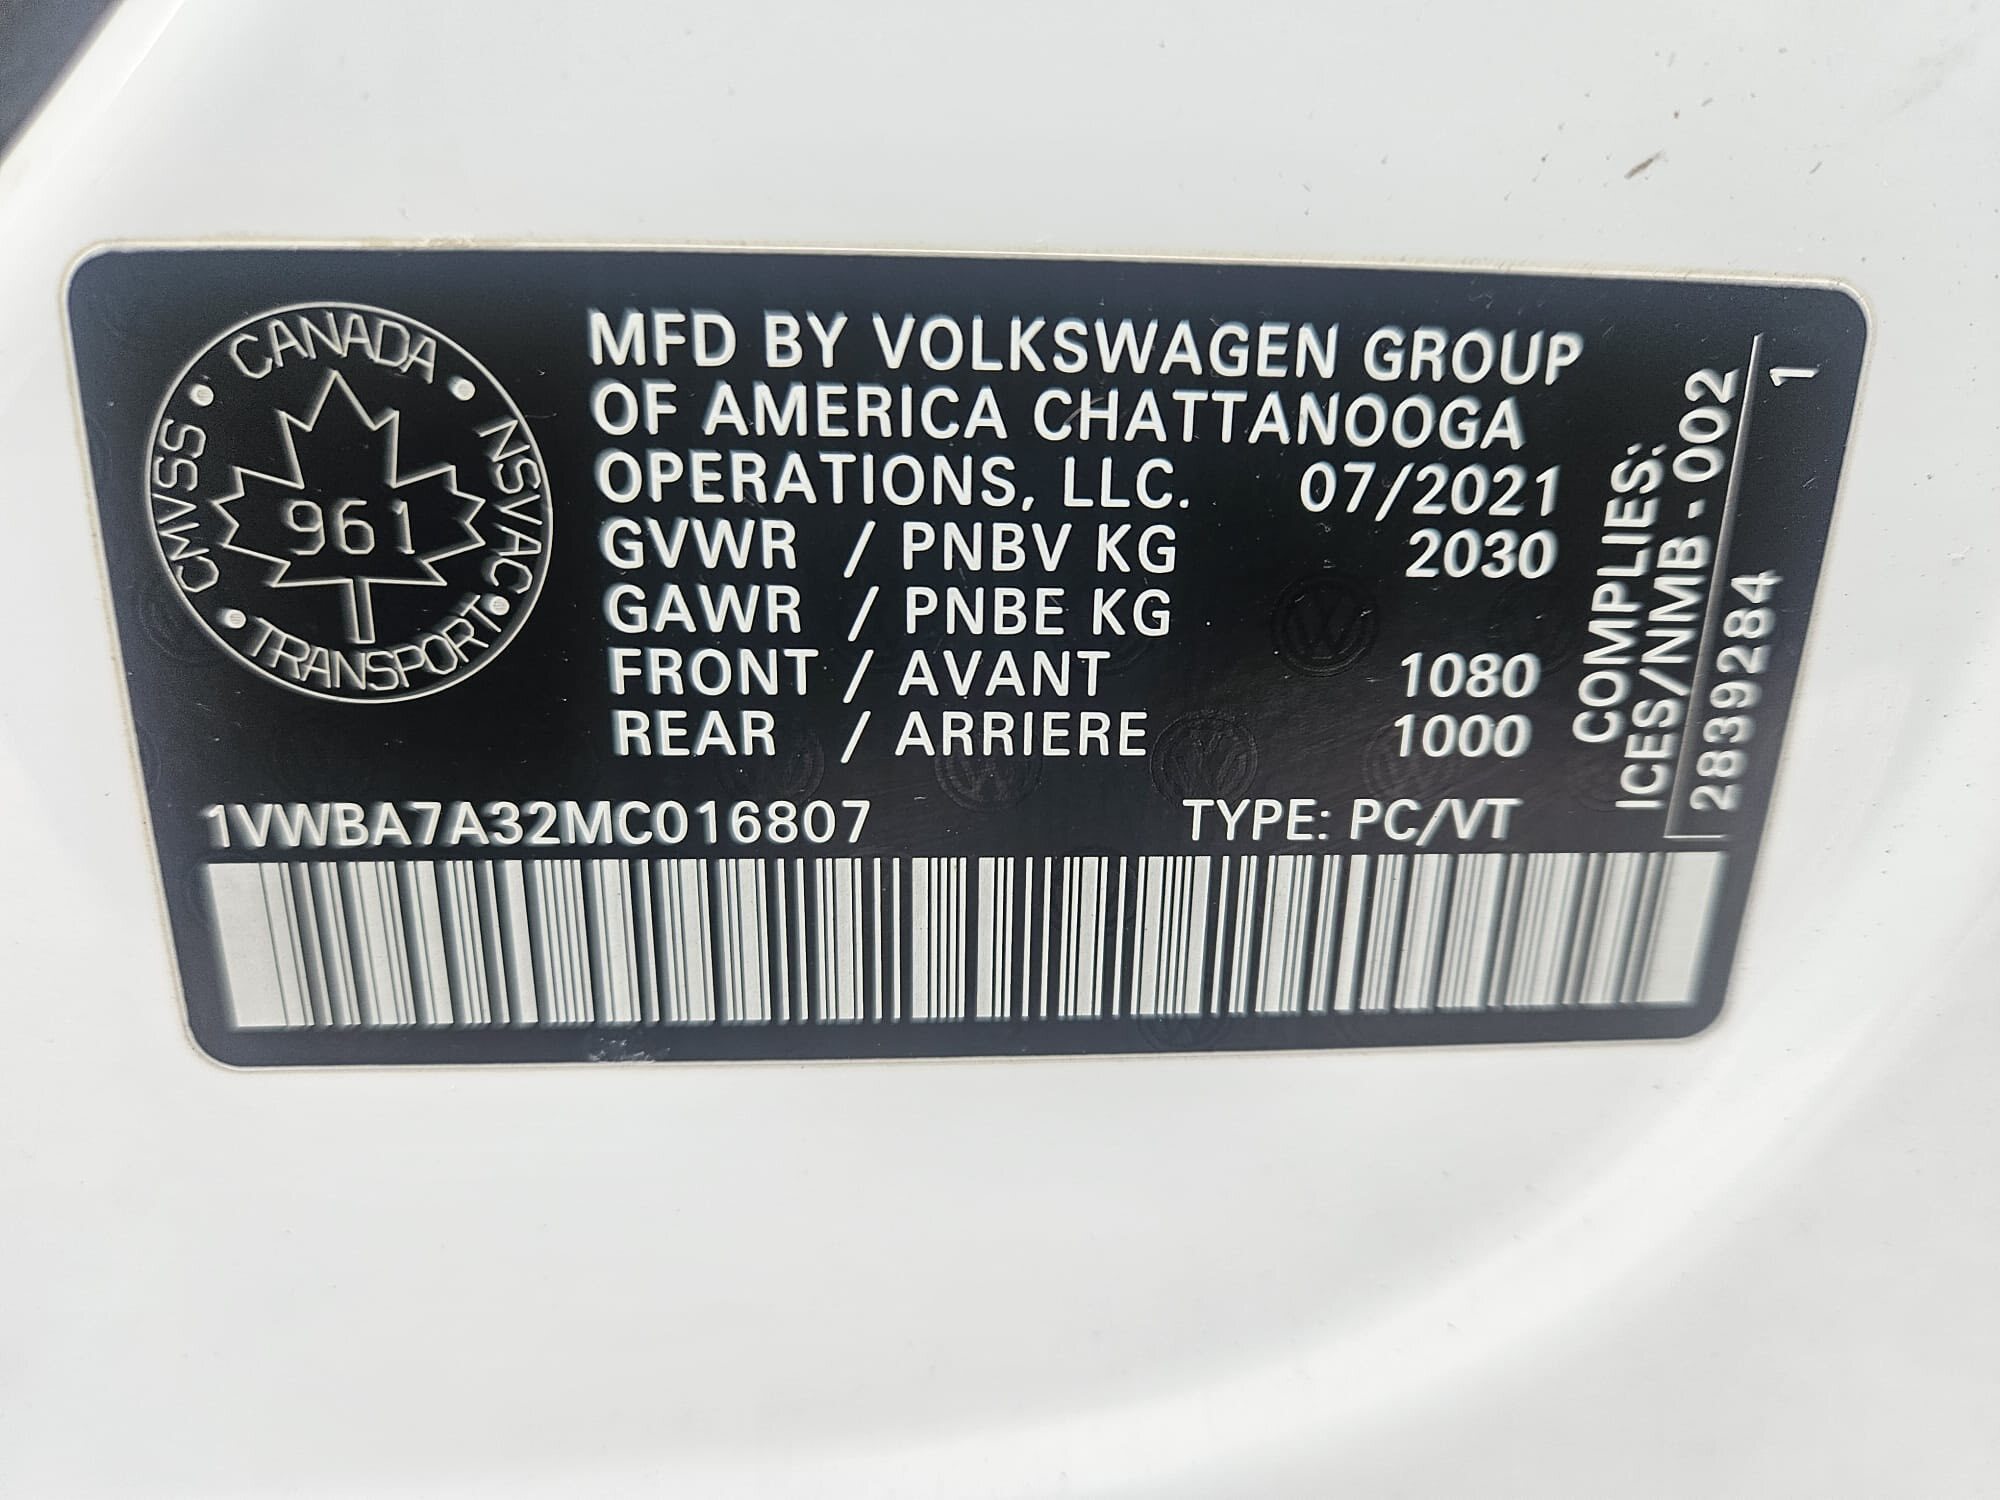 CANADA
CMVSS • NSVAC
961
• TRANSPORT •
MFD BY VOLKSWAGEN GROUP
OF AMERICA CHATTANOOGA
OPERATIONS, LLC. 07/2021
GVWR / PNBV KG 2030
GAWR / PNBE KG
FRONT / AVANT 1080
REAR / ARRIERE 1000
1VWBA7A32MC016807 TYPE: PC/VT
COMPLIES:
ICES/NMB-002
2839284
1